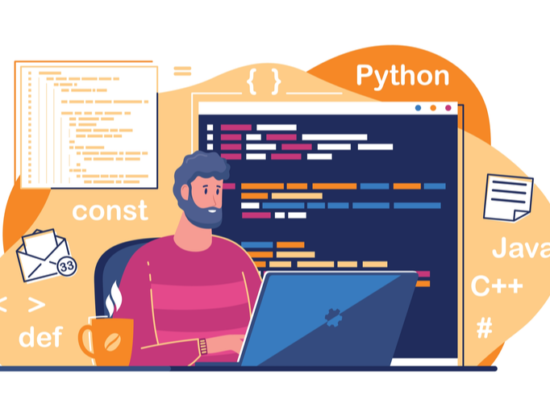 { }
Python
const
33
Java
< >
C++
def
#